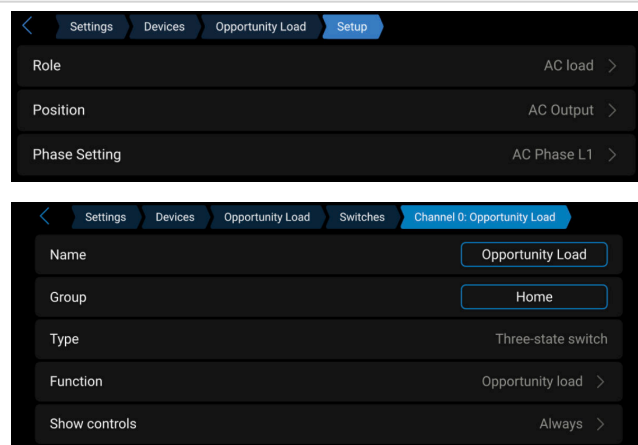 Settings Devices Opportunity Load Setup
Role AC load
Position AC Output
Phase Setting AC Phase L1
Settings Devices Opportunity Load Switches Channel 0: Opportunity Load
Name Opportunity Load
Group Home
Type Three-state switch
Function Opportunity load
Show controls Always